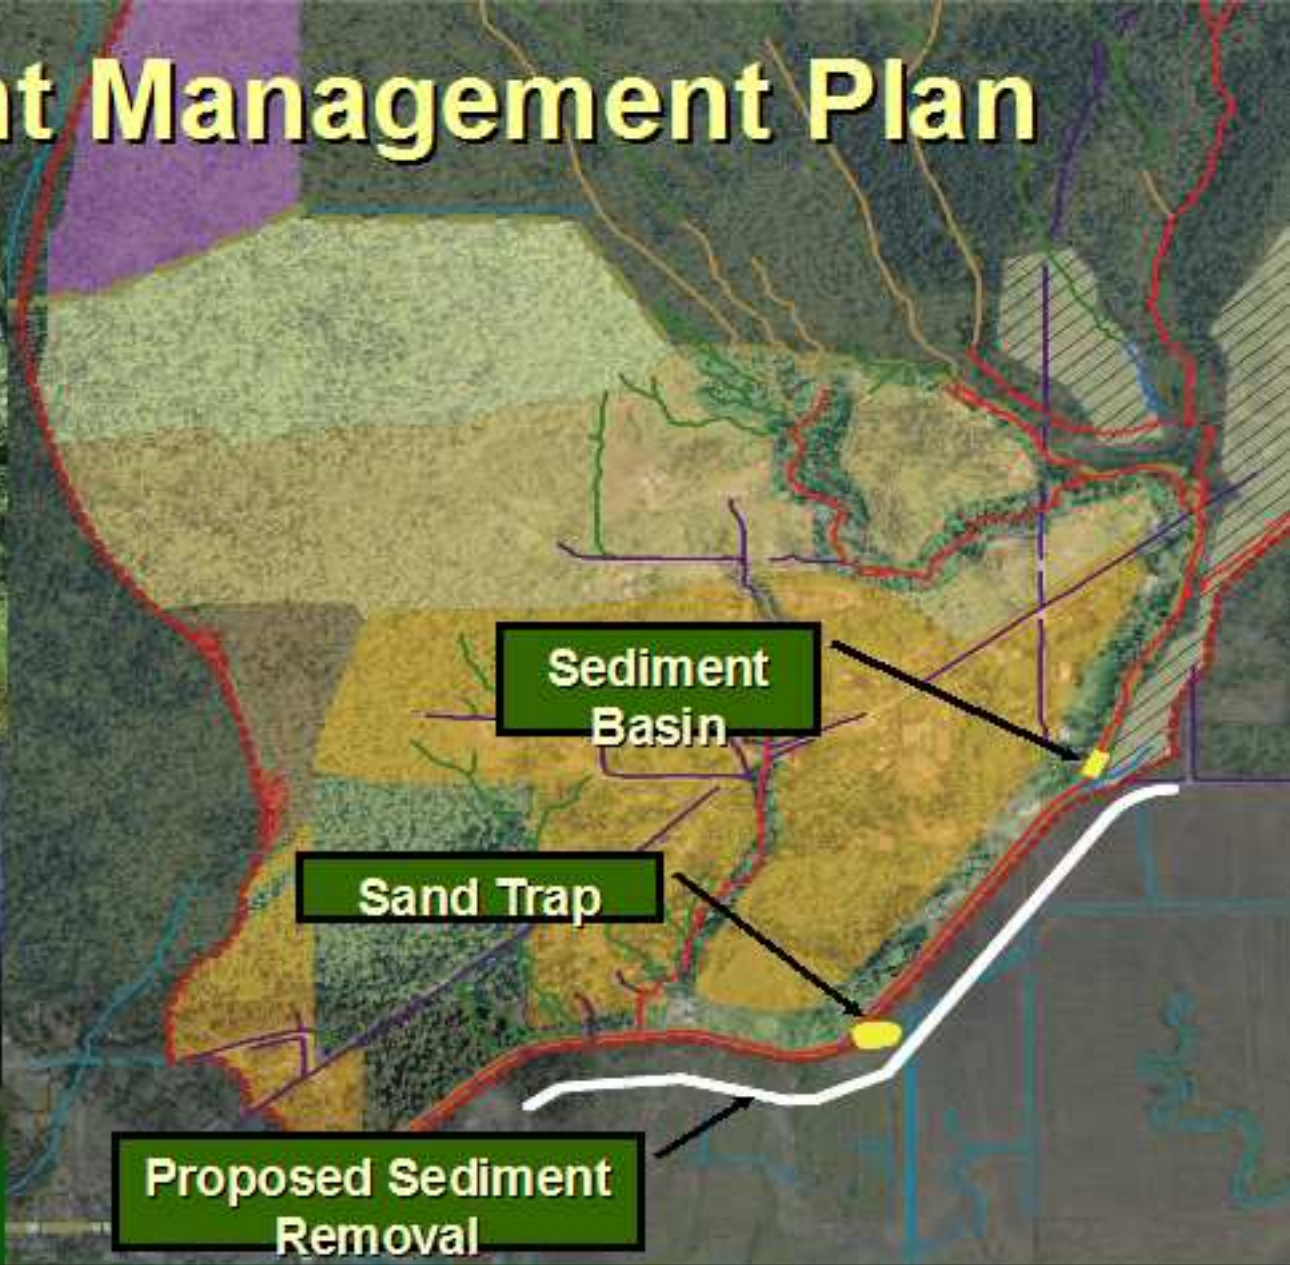 nt Management Plan
Sediment
Basin
Sand Trap
Proposed Sediment
Removal